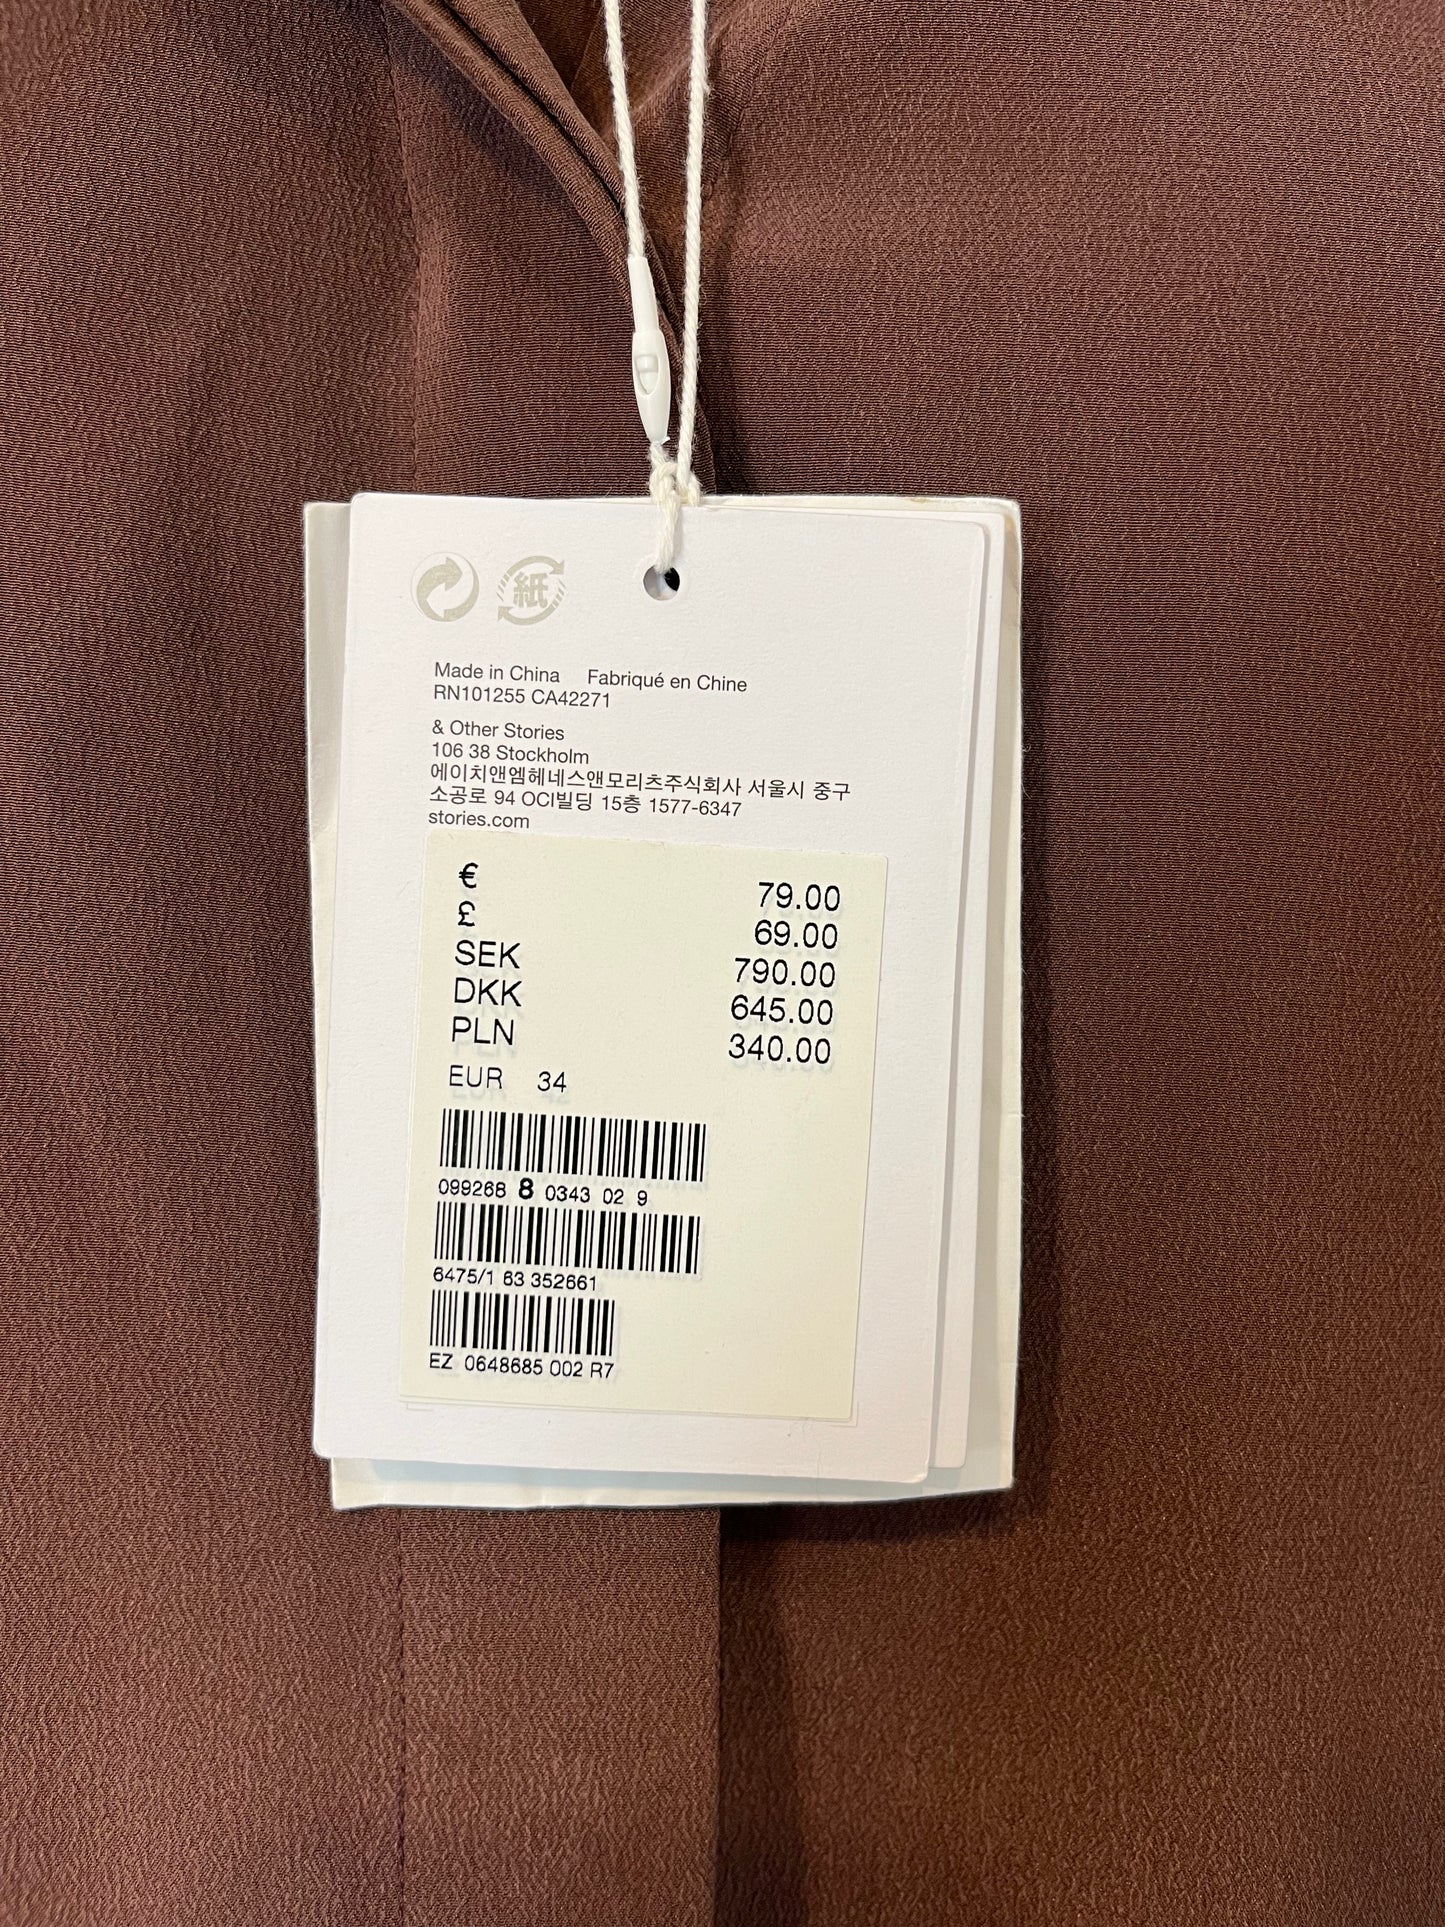 紙
Made in China Fabriqué en Chine
RN101255 CA42271
& Other Stories
106 38 Stockholm
에이치앤엠헤네스앤모리츠주식회사 서울시 중구
소공로 94 OCI빌딩 15층 1577-6347
stories.com
€ 79.00
£ 69.00
SEK 790.00
DKK 645.00
PLN 340.00
EUR 34
099268 8 0343 02 9
6475/1 63 352661
EZ 0648685 002 R7